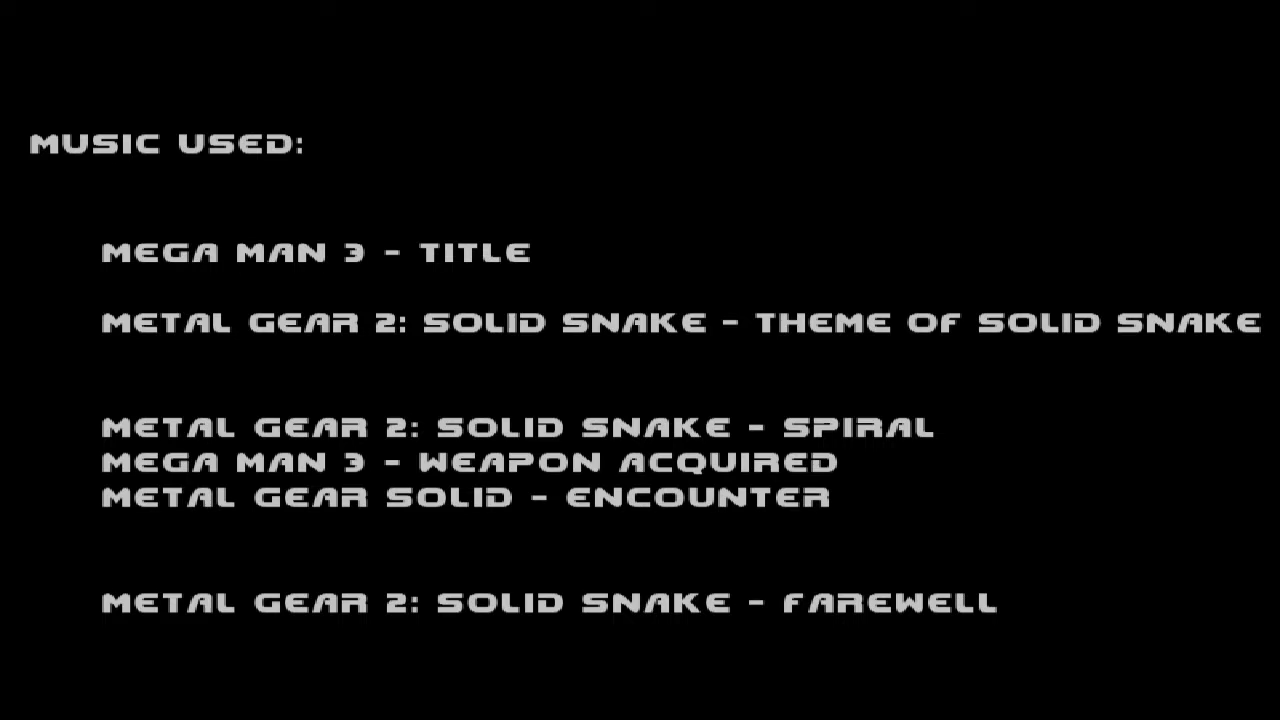 MUSIC USED:
MEGA MAN 3 - TITLE
METAL GEAR 2: SOLID SNAKE - THEME OF SOLID SNAKE
METAL GEAR 2: SOLID SNAKE - SPIRAL
MEGA MAN 3 - WEAPON ACQUIRED
METAL GEAR SOLID - ENCOUNTER
METAL GEAR 2: SOLID SNAKE - FAREWELL